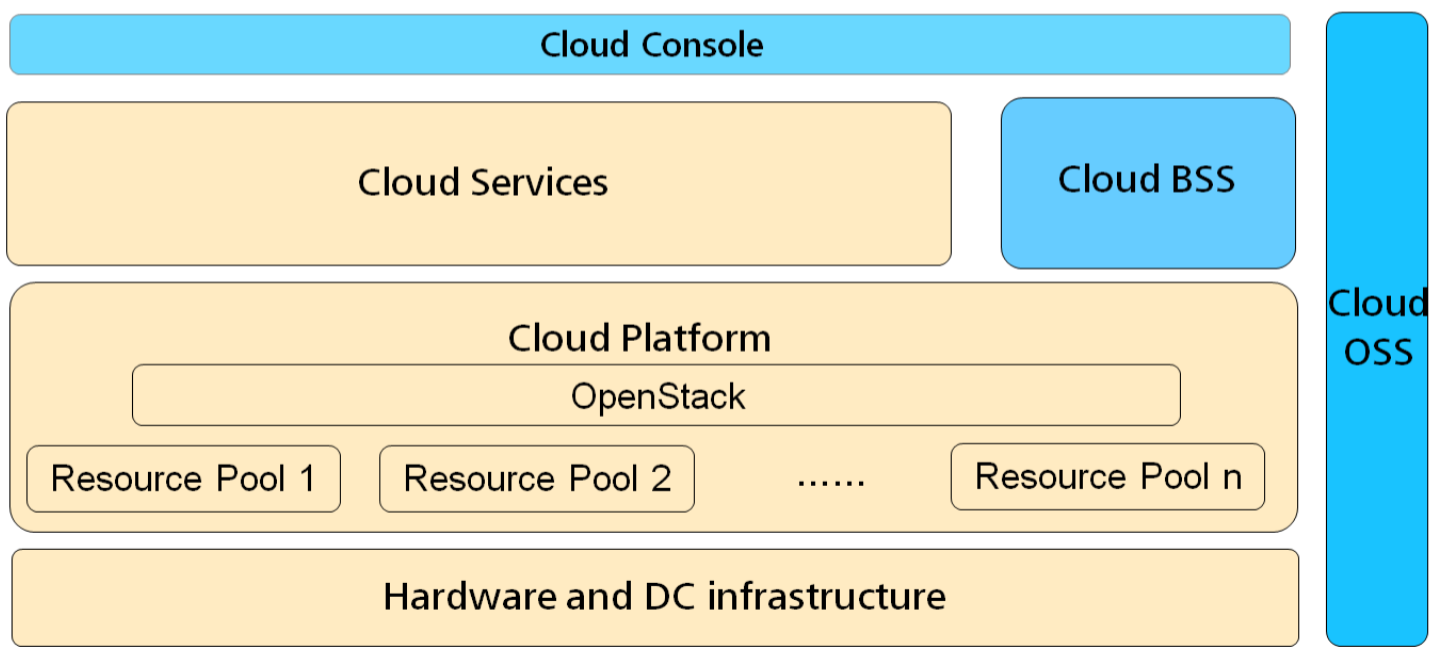 Cloud Console
Cloud Services
Cloud BSS
Cloud
OSS
Cloud Platform
OpenStack
Resource Pool 1
Resource Pool 2
......
Resource Pool n
Hardware and DC infrastructure